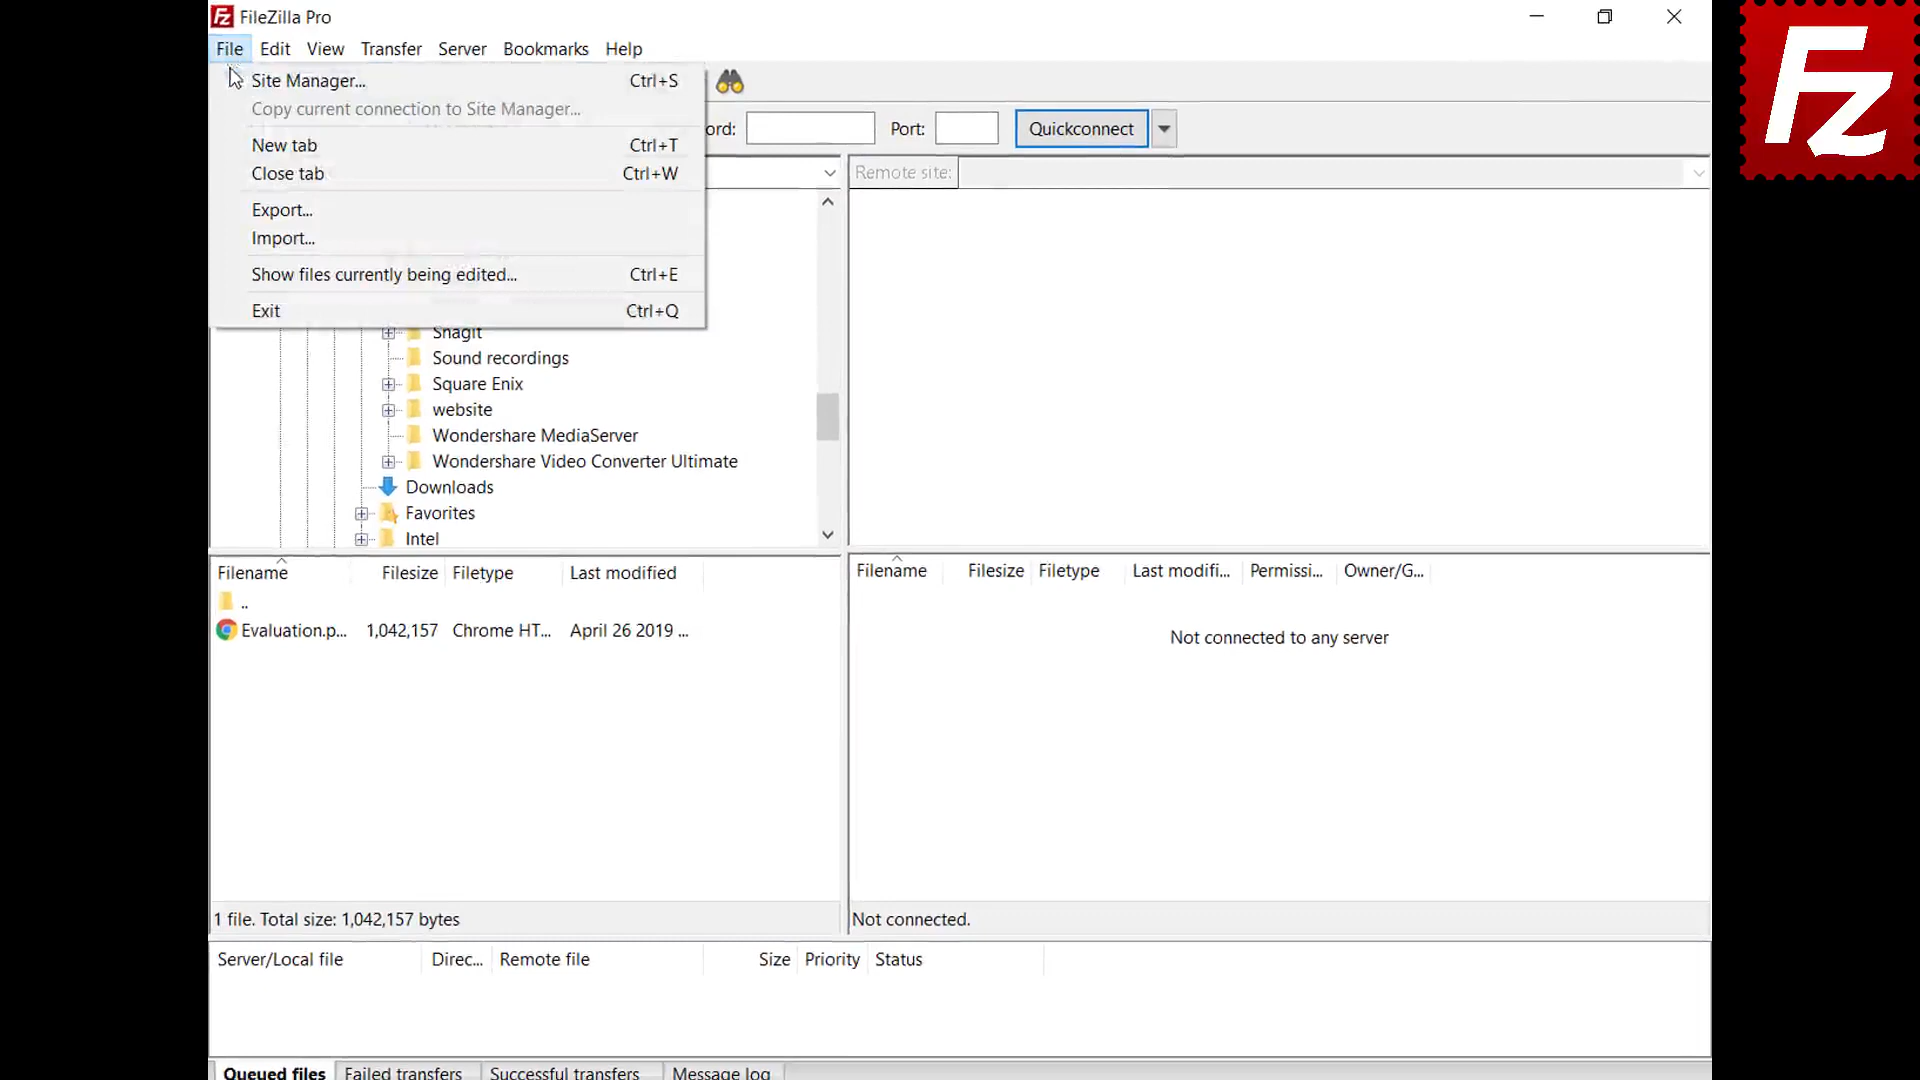 FileZilla Pro
File Edit View Transfer Server Bookmarks Help
Site Manager... Ctrl+S
Copy current connection to Site Manager...
New tab Ctrl+T
Close tab Ctrl+W
Export...
Import...
Show files currently being edited... Ctrl+E
Exit Ctrl+Q
ord: Port: Quickconnect
Remote site:
Snagit
Sound recordings
Square Enix
website
Wondershare MediaServer
Wondershare Video Converter Ultimate
Downloads
Favorites
Intel
Filename Filesize Filetype Last modified
..
Evaluation.p... 1,042,157 Chrome HT... April 26 2019 ...
1 file. Total size: 1,042,157 bytes
Filename Filesize Filetype Last modifi... Permissi... Owner/G...
Not connected to any server
Not connected.
Server/Local file Direc... Remote file Size Priority Status
Queued files Failed transfers Successful transfers Message log
Fz